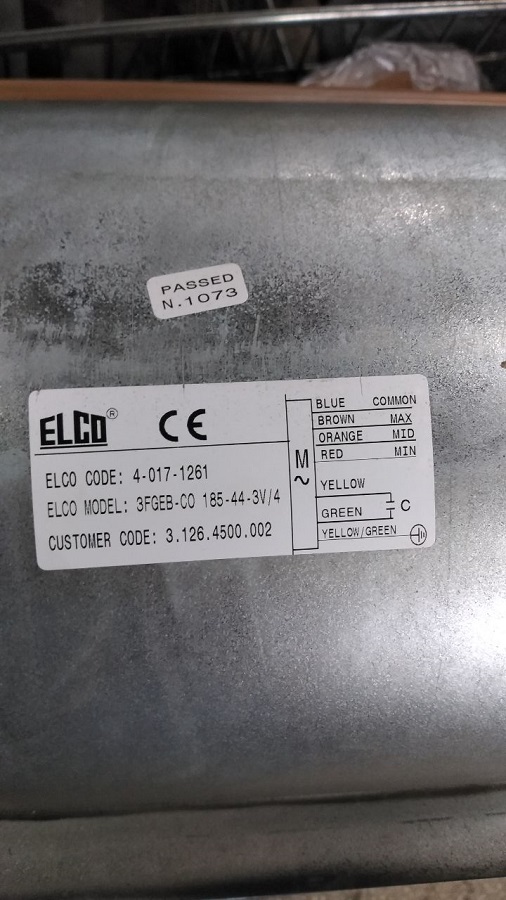 PASSED
N.1073
ELCO® CE
ELCO CODE: 4-017-1261
ELCO MODEL: 3FGEB-CO 185-44-3V/4
CUSTOMER CODE: 3.126.4500.002
M
~
BLUE COMMON
BROWN MAX
ORANGE MID
RED MIN
YELLOW
GREEN C
YELLOW/GREEN